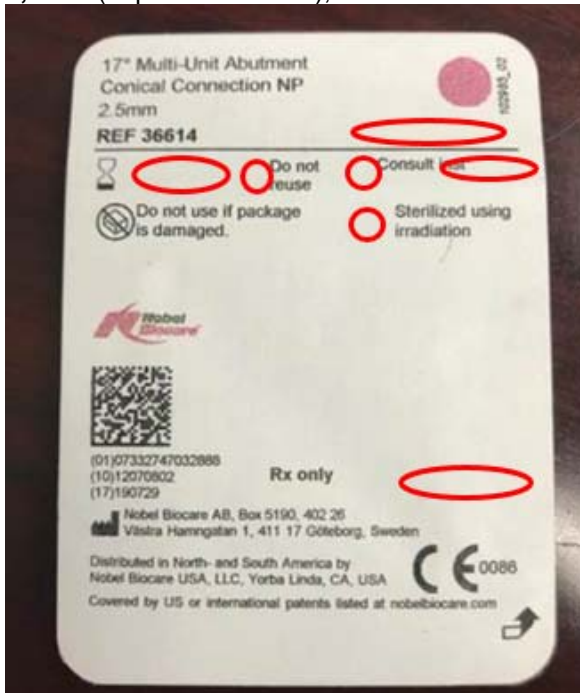 17° Multi-Unit Abutment
Conical Connection NP
2.5mm
REF 36614
102985_02
Do not
reuse
Consult inst
Do not use if package
is damaged.
Sterilized using
irradiation
Nobel
Biocare
(01)07332747032888
(10)12070802
(17)190729
Rx only
Nobel Biocare AB, Box 5190, 402 26
Västra Hamngatan 1, 411 17 Göteborg, Sweden
Distributed in North- and South America by
Nobel Biocare USA, LLC, Yorba Linda, CA, USA
CE 0086
Covered by US or international patents listed at nobelbiocare.com